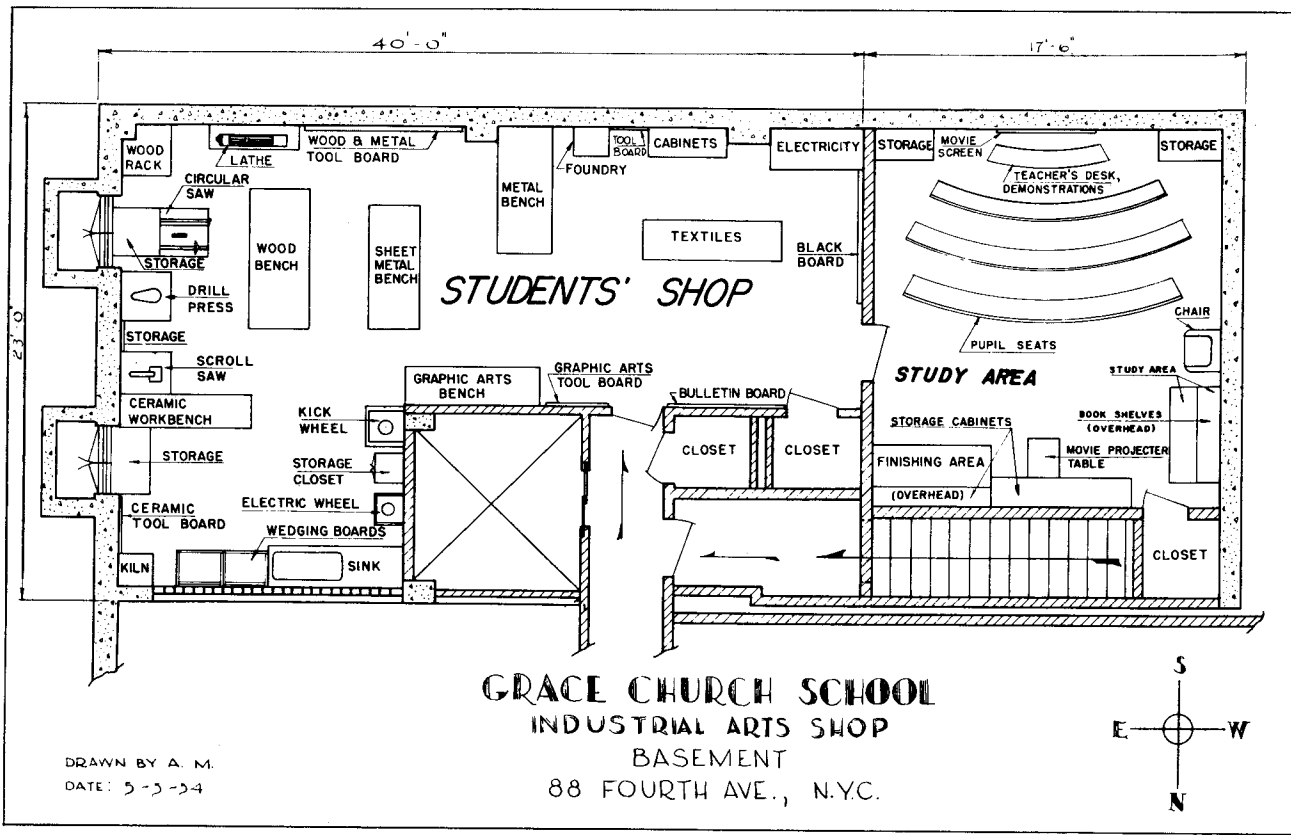 40'-0"
17'-6"
23'-0"
WOOD
RACK
LATHE
WOOD & METAL
TOOL BOARD
CIRCULAR
SAW
STORAGE
WOOD
BENCH
SHEET
METAL
BENCH
METAL
BENCH
FOUNDRY
TOOL
BOARD
CABINETS
ELECTRICITY
TEXTILES
BLACK
BOARD
STUDENTS' SHOP
DRILL
PRESS
STORAGE
SCROLL
SAW
CERAMIC
WORKBENCH
STORAGE
CERAMIC
TOOL BOARD
KILN
WEDGING BOARDS
SINK
KICK
WHEEL
STORAGE
CLOSET
ELECTRIC WHEEL
GRAPHIC ARTS
BENCH
GRAPHIC ARTS
TOOL BOARD
BULLETIN BOARD
CLOSET
CLOSET
STORAGE
MOVIE
SCREEN
STORAGE
TEACHER'S DESK,
DEMONSTRATIONS
PUPIL SEATS
CHAIR
STUDY AREA
STUDY AREA
BOOK SHELVES
(OVERHEAD)
STORAGE CABINETS
MOVIE PROJECTER
TABLE
FINISHING AREA
(OVERHEAD)
CLOSET
GRACE CHURCH SCHOOL
INDUSTRIAL ARTS SHOP
BASEMENT
88 FOURTH AVE., N.Y.C.
DRAWN BY A. M.
DATE: 5-5-54
S
E
W
N